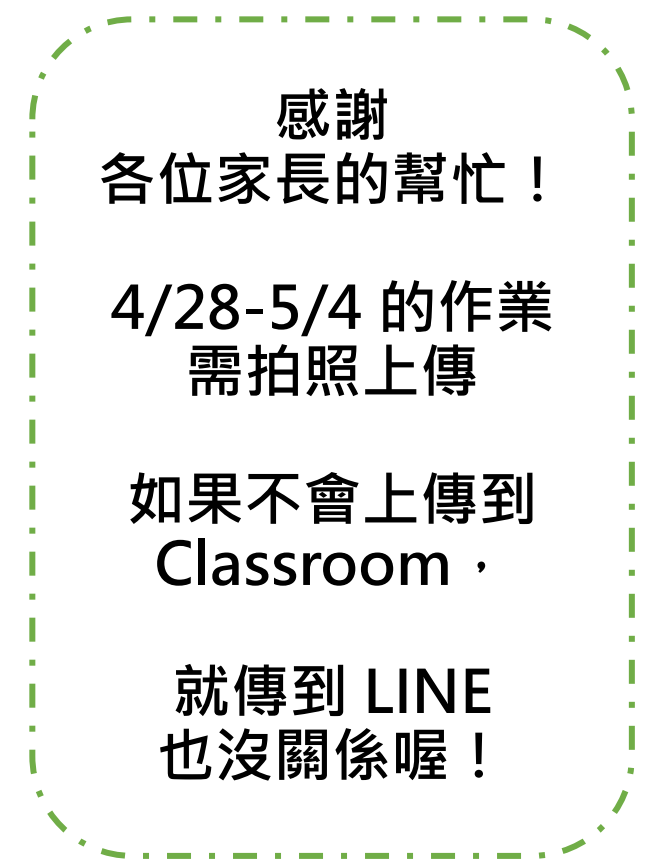 感謝
各位家長的幫忙！
4/28-5/4 的作業
需拍照上傳
如果不會上傳到
Classroom，
就傳到 LINE
也沒關係喔！